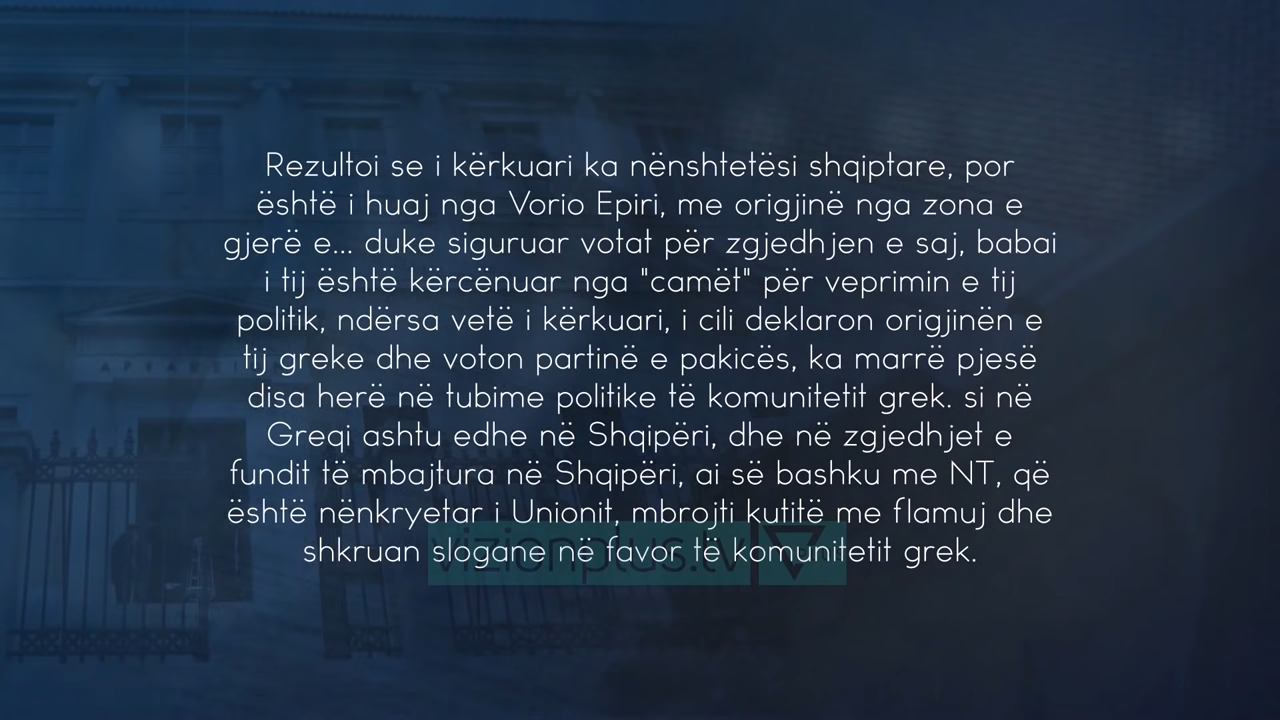 Rezultoi se i kërkuari ka nënshtetësi shqiptare, por
është i huaj nga Vorio Epiri, me origjinë nga zona e
gjerë e... duke siguruar votat për zgjedhjen e saj, babai
i tij është kërcënuar nga "camët" për veprimin e tij
politik, ndërsa vetë i kërkuari, i cili deklaron origjinën e
tij greke dhe voton partinë e pakicës, ka marrë pjesë
disa herë në tubime politike të komunitetit grek. si në
Greqi ashtu edhe në Shqipëri, dhe në zgjedhjet e
fundit të mbajtura në Shqipëri, ai së bashku me NT, që
është nënkryetar i Unionit, mbrojti kutitë me flamuj dhe
shkruan slogane në favor të komunitetit grek.
vizionplus.tv